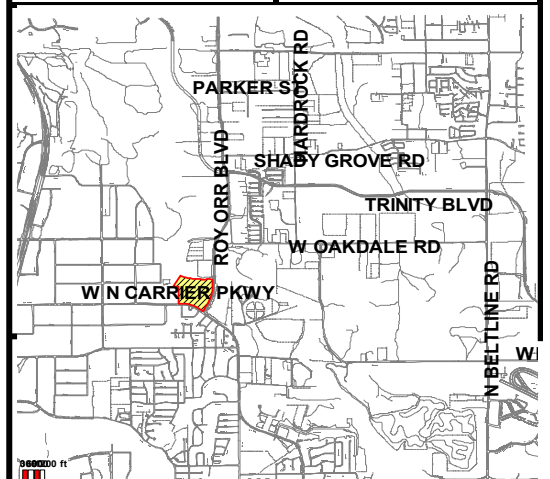 PARKER ST
HARDROCK RD
SHADY GROVE RD
ROY ORR BLVD
TRINITY BLVD
W OAKDALE RD
W N CARRIER PKWY
N BELTLINE RD